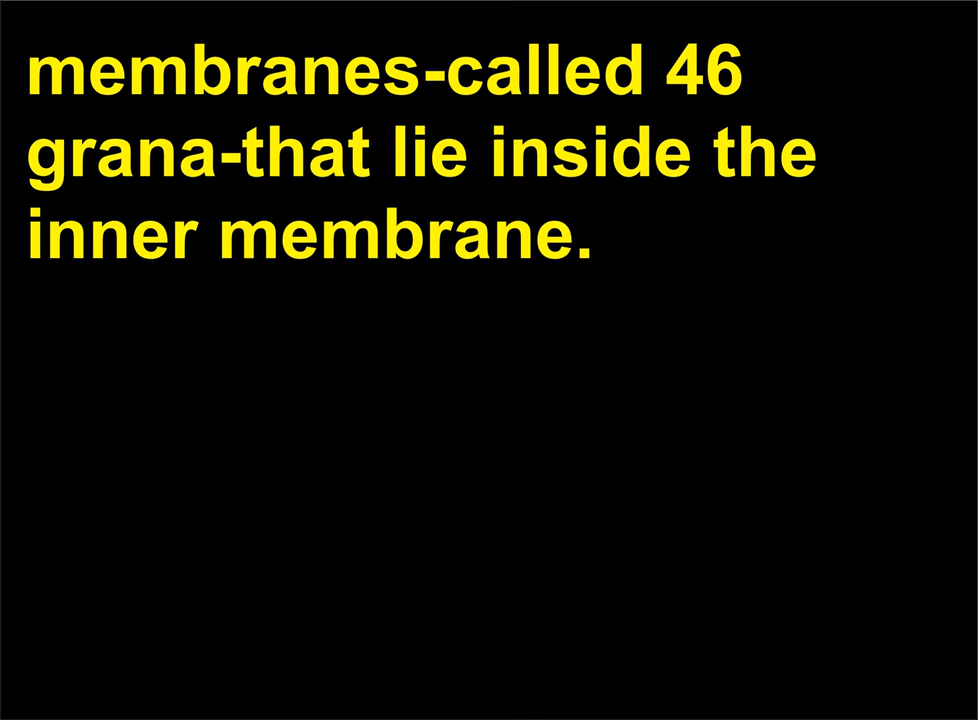 membranes-called 46
grana-that lie inside the
inner membrane.